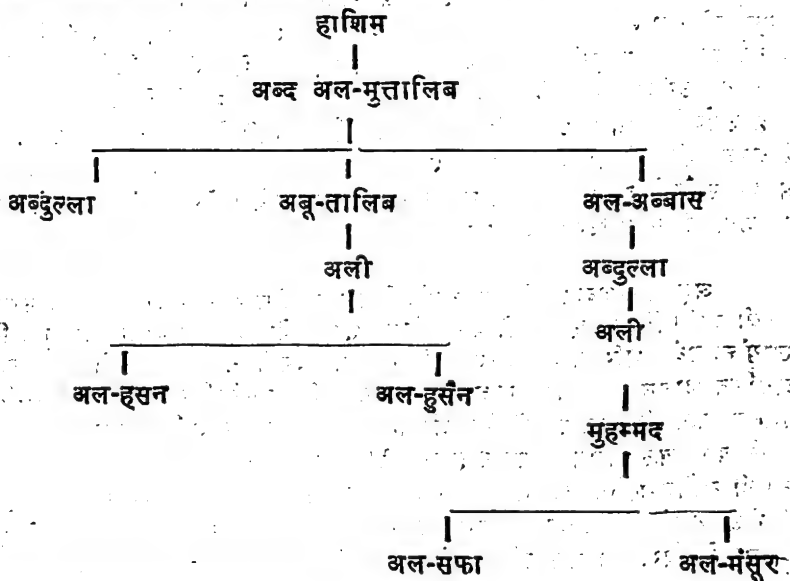 हाशिम
अब्द अल-मुत्तालिब
अब्दुल्ला अबू-तालिब अल-अब्बास
अली अब्दुल्ला
अली
अल-हसन अल-हुसैन
मुहम्मद
अल-सफा अल-मंसूर